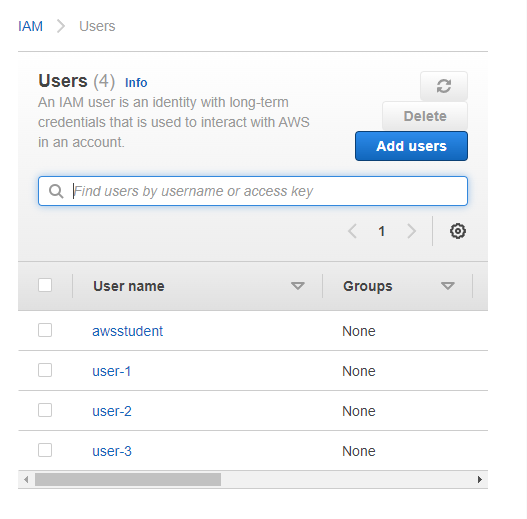 IAM > Users
Users (4) Info
An IAM user is an identity with long-term
credentials that is used to interact with AWS
in an account.
Delete
Add users
Find users by username or access key
1
User name Groups
awsstudent None
user-1 None
user-2 None
user-3 None